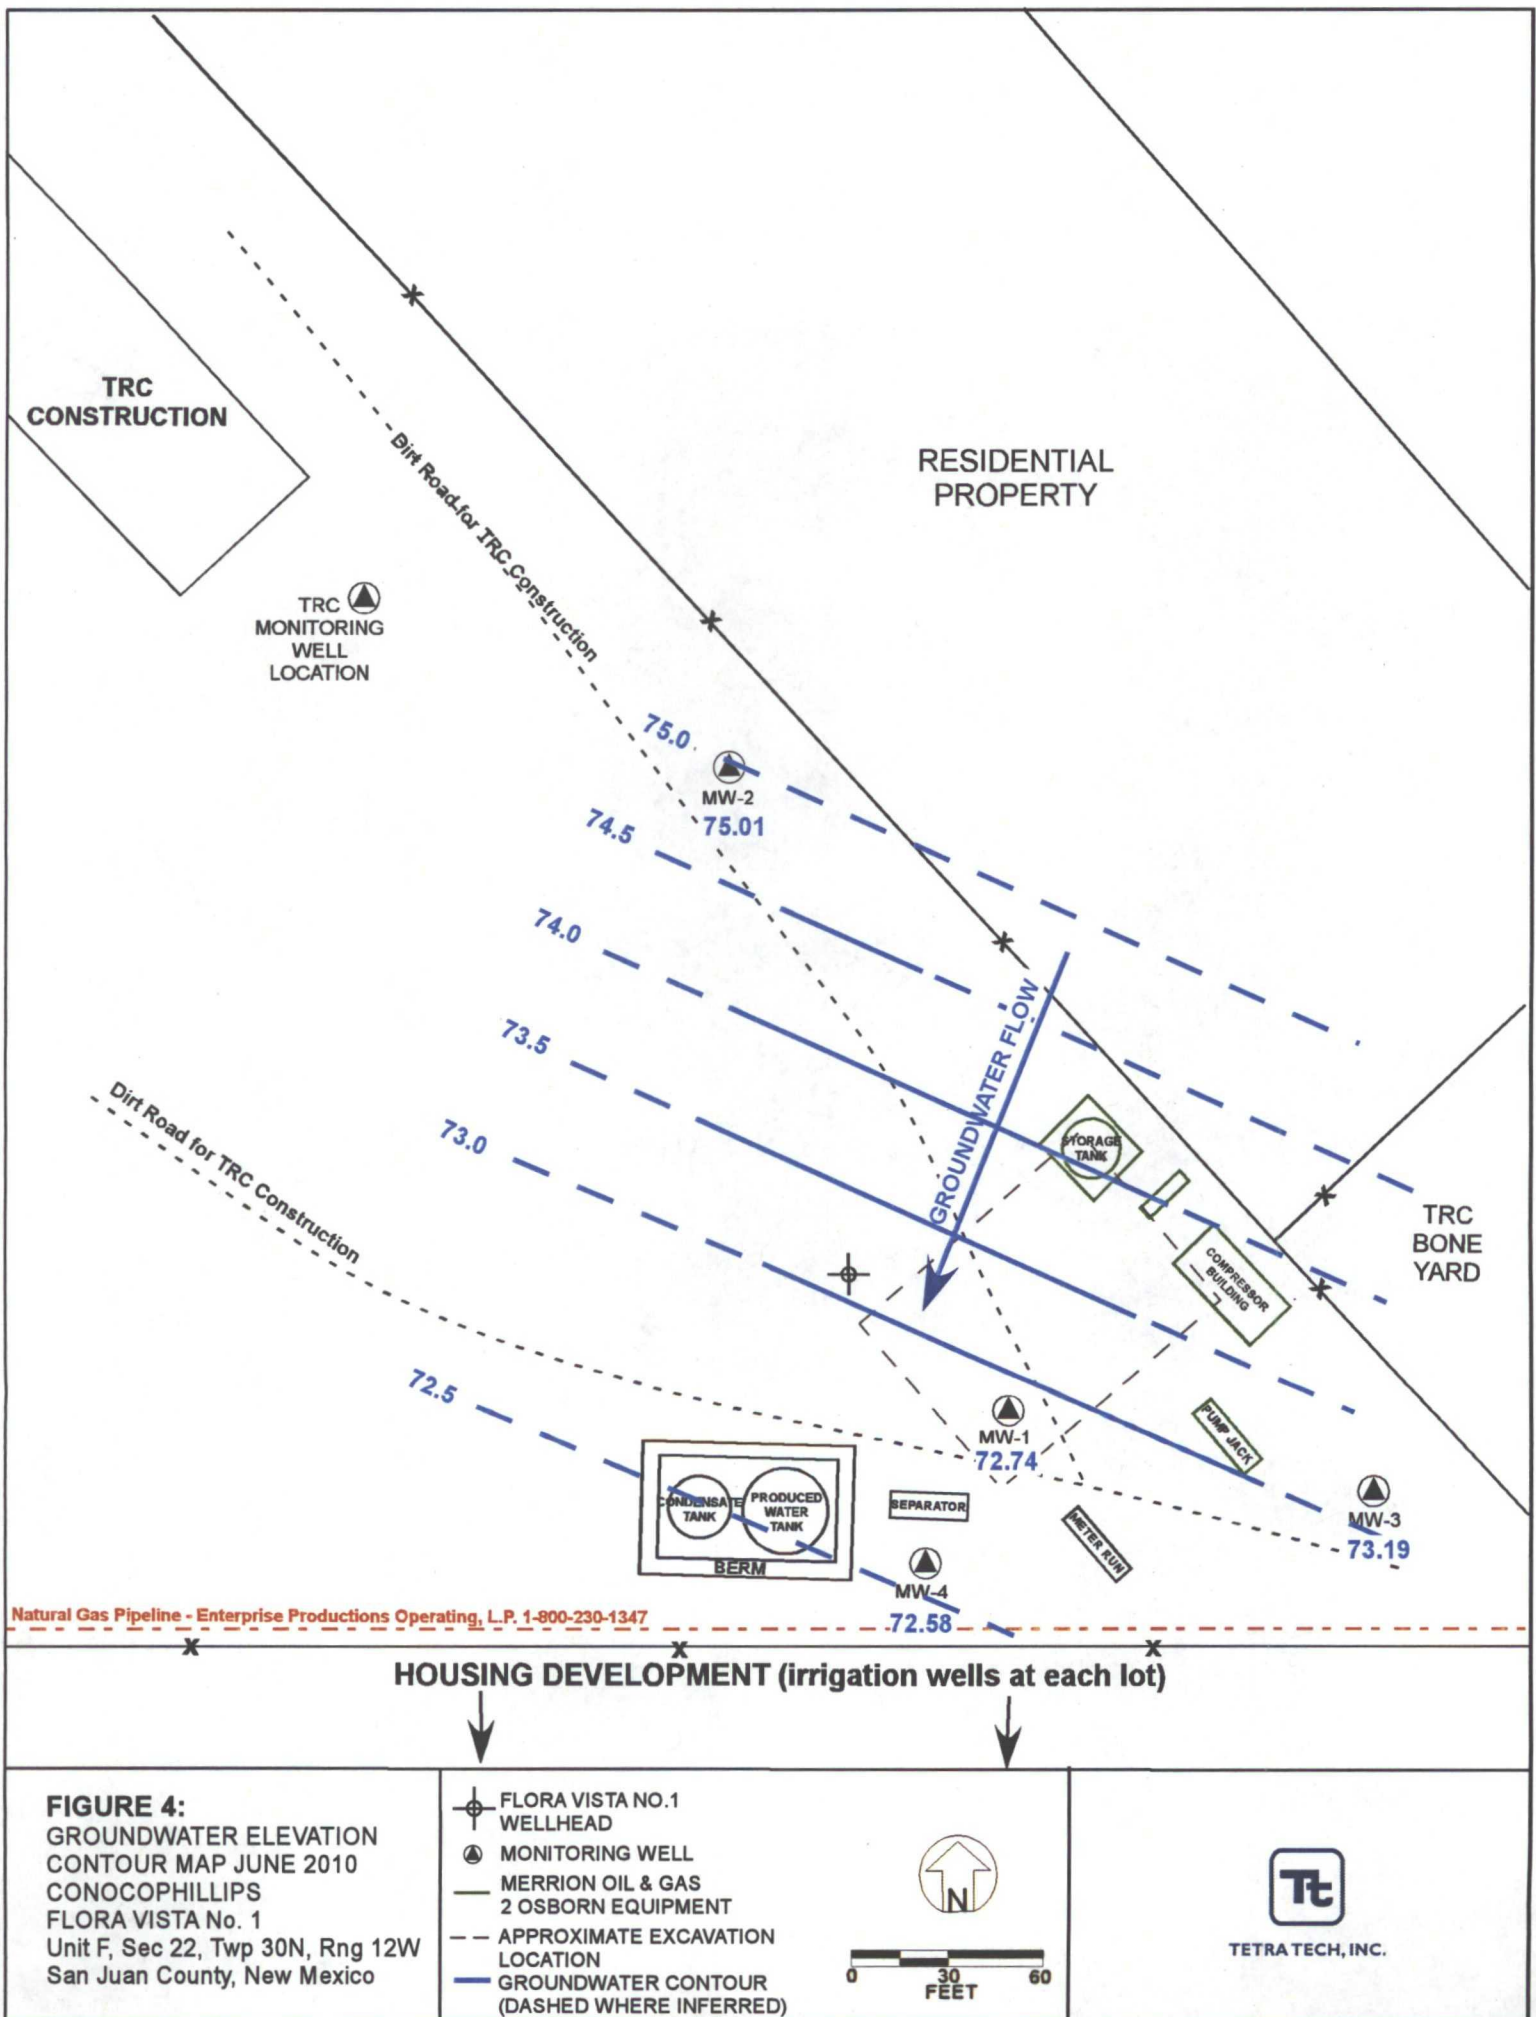 TRC
CONSTRUCTION
Dirt Road for TRC Construction
RESIDENTIAL
PROPERTY
TRC
MONITORING
WELL
LOCATION
75.0
MW-2
75.01
74.5
74.0
73.5
73.0
72.5
GROUNDWATER FLOW
Dirt Road for TRC Construction
STORAGE
TANK
COMPRESSOR
BUILDING
TRC
BONE
YARD
PUMP JACK
MW-1
72.74
MW-3
73.19
CONDENSATE
TANK
PRODUCED
WATER
TANK
BERM
SEPARATOR
METER RUN
MW-4
72.58
Natural Gas Pipeline - Enterprise Productions Operating, L.P. 1-800-230-1347
x x x
HOUSING DEVELOPMENT (irrigation wells at each lot)
FIGURE 4:
GROUNDWATER ELEVATION
CONTOUR MAP JUNE 2010
CONOCOPHILLIPS
FLORA VISTA No. 1
Unit F, Sec 22, Twp 30N, Rng 12W
San Juan County, New Mexico
FLORA VISTA NO.1
WELLHEAD
MONITORING WELL
MERRION OIL & GAS
2 OSBORN EQUIPMENT
APPROXIMATE EXCAVATION
LOCATION
GROUNDWATER CONTOUR
(DASHED WHERE INFERRED)
N
0 30 60
FEET
Tt
TETRA TECH, INC.